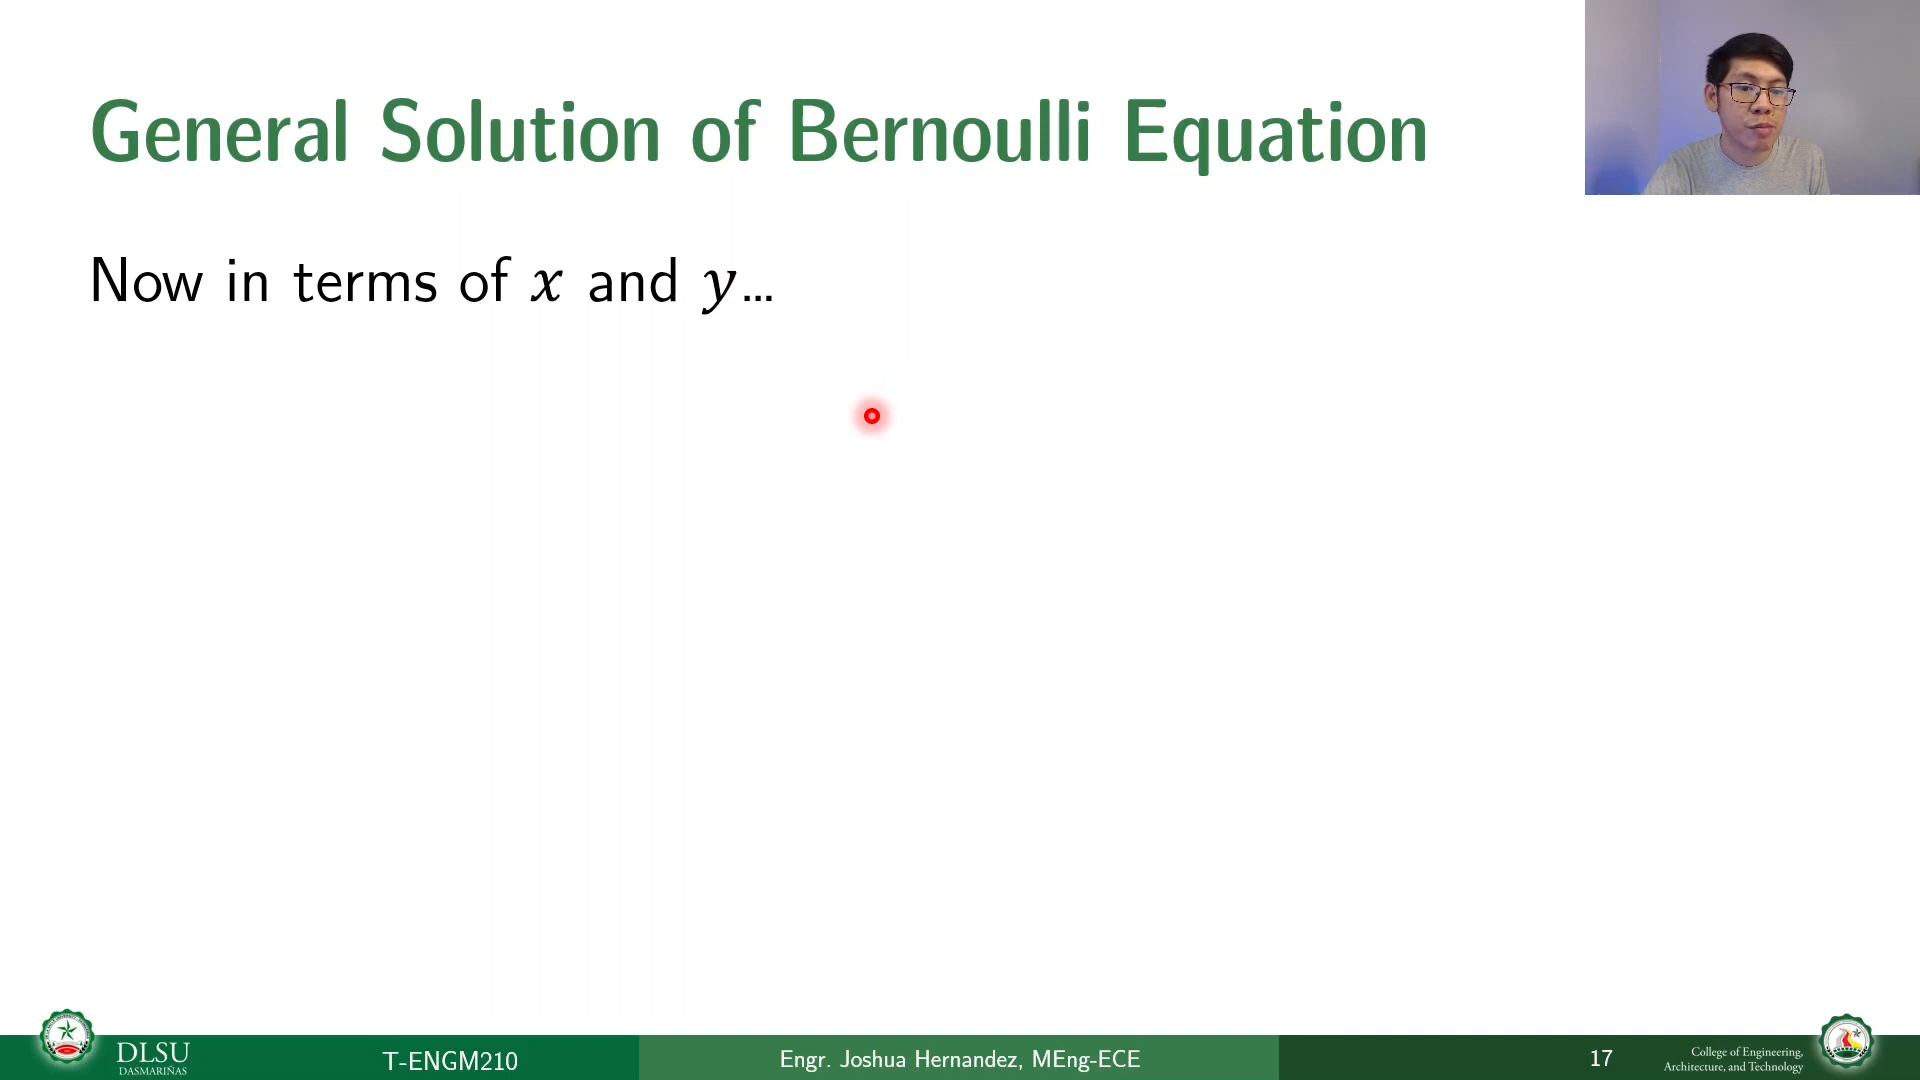 General Solution of Bernoulli Equation
Now in terms of x and y...
DLSU
DASMARIÑAS
T-ENGM210
Engr. Joshua Hernandez, MEng-ECE
17
College of Engineering,
Architecture, and Technology